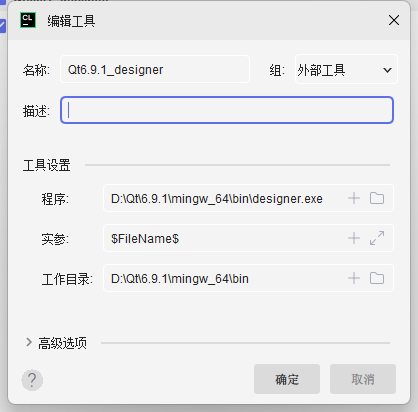 CL 编辑工具
名称: Qt6.9.1_designer 组: 外部工具
描述:
工具设置
程序: D:\Qt\6.9.1\mingw_64\bin\designer.exe
实参: $FileName$
工作目录: D:\Qt\6.9.1\mingw_64\bin
高级选项
? 确定 取消